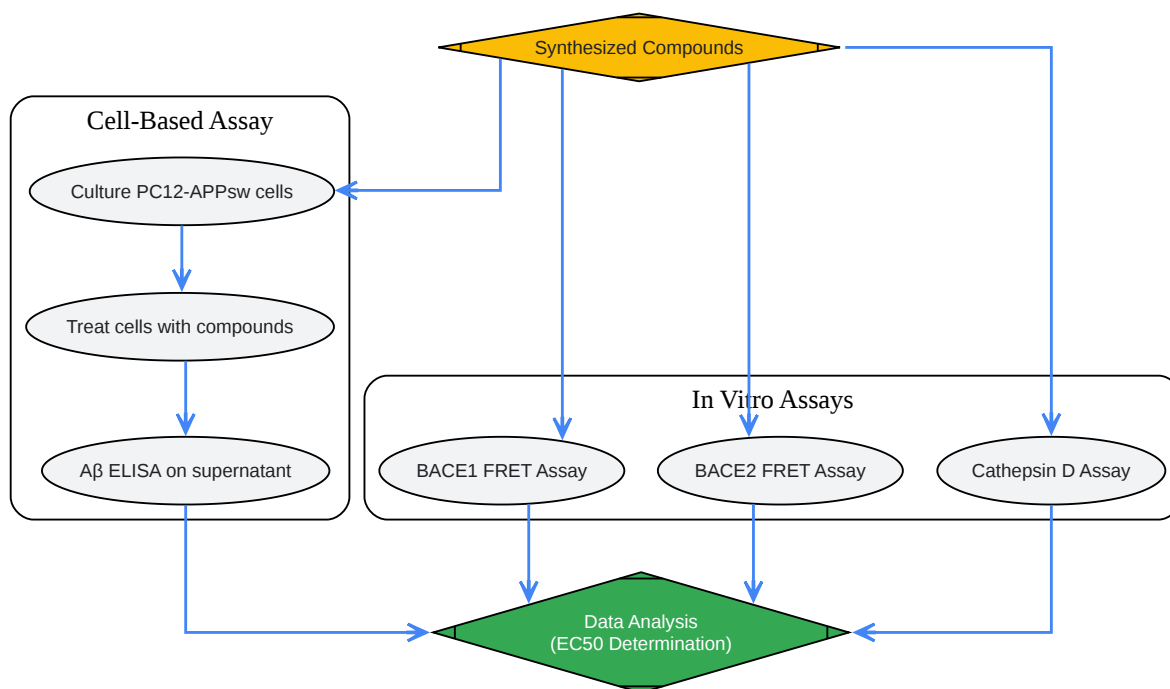 Synthesized Compounds
Cell-Based Assay
Culture PC12-APPsw cells
Treat cells with compounds
Aβ ELISA on supernatant
In Vitro Assays
BACE1 FRET Assay
BACE2 FRET Assay
Cathepsin D Assay
Data Analysis
(EC50 Determination)